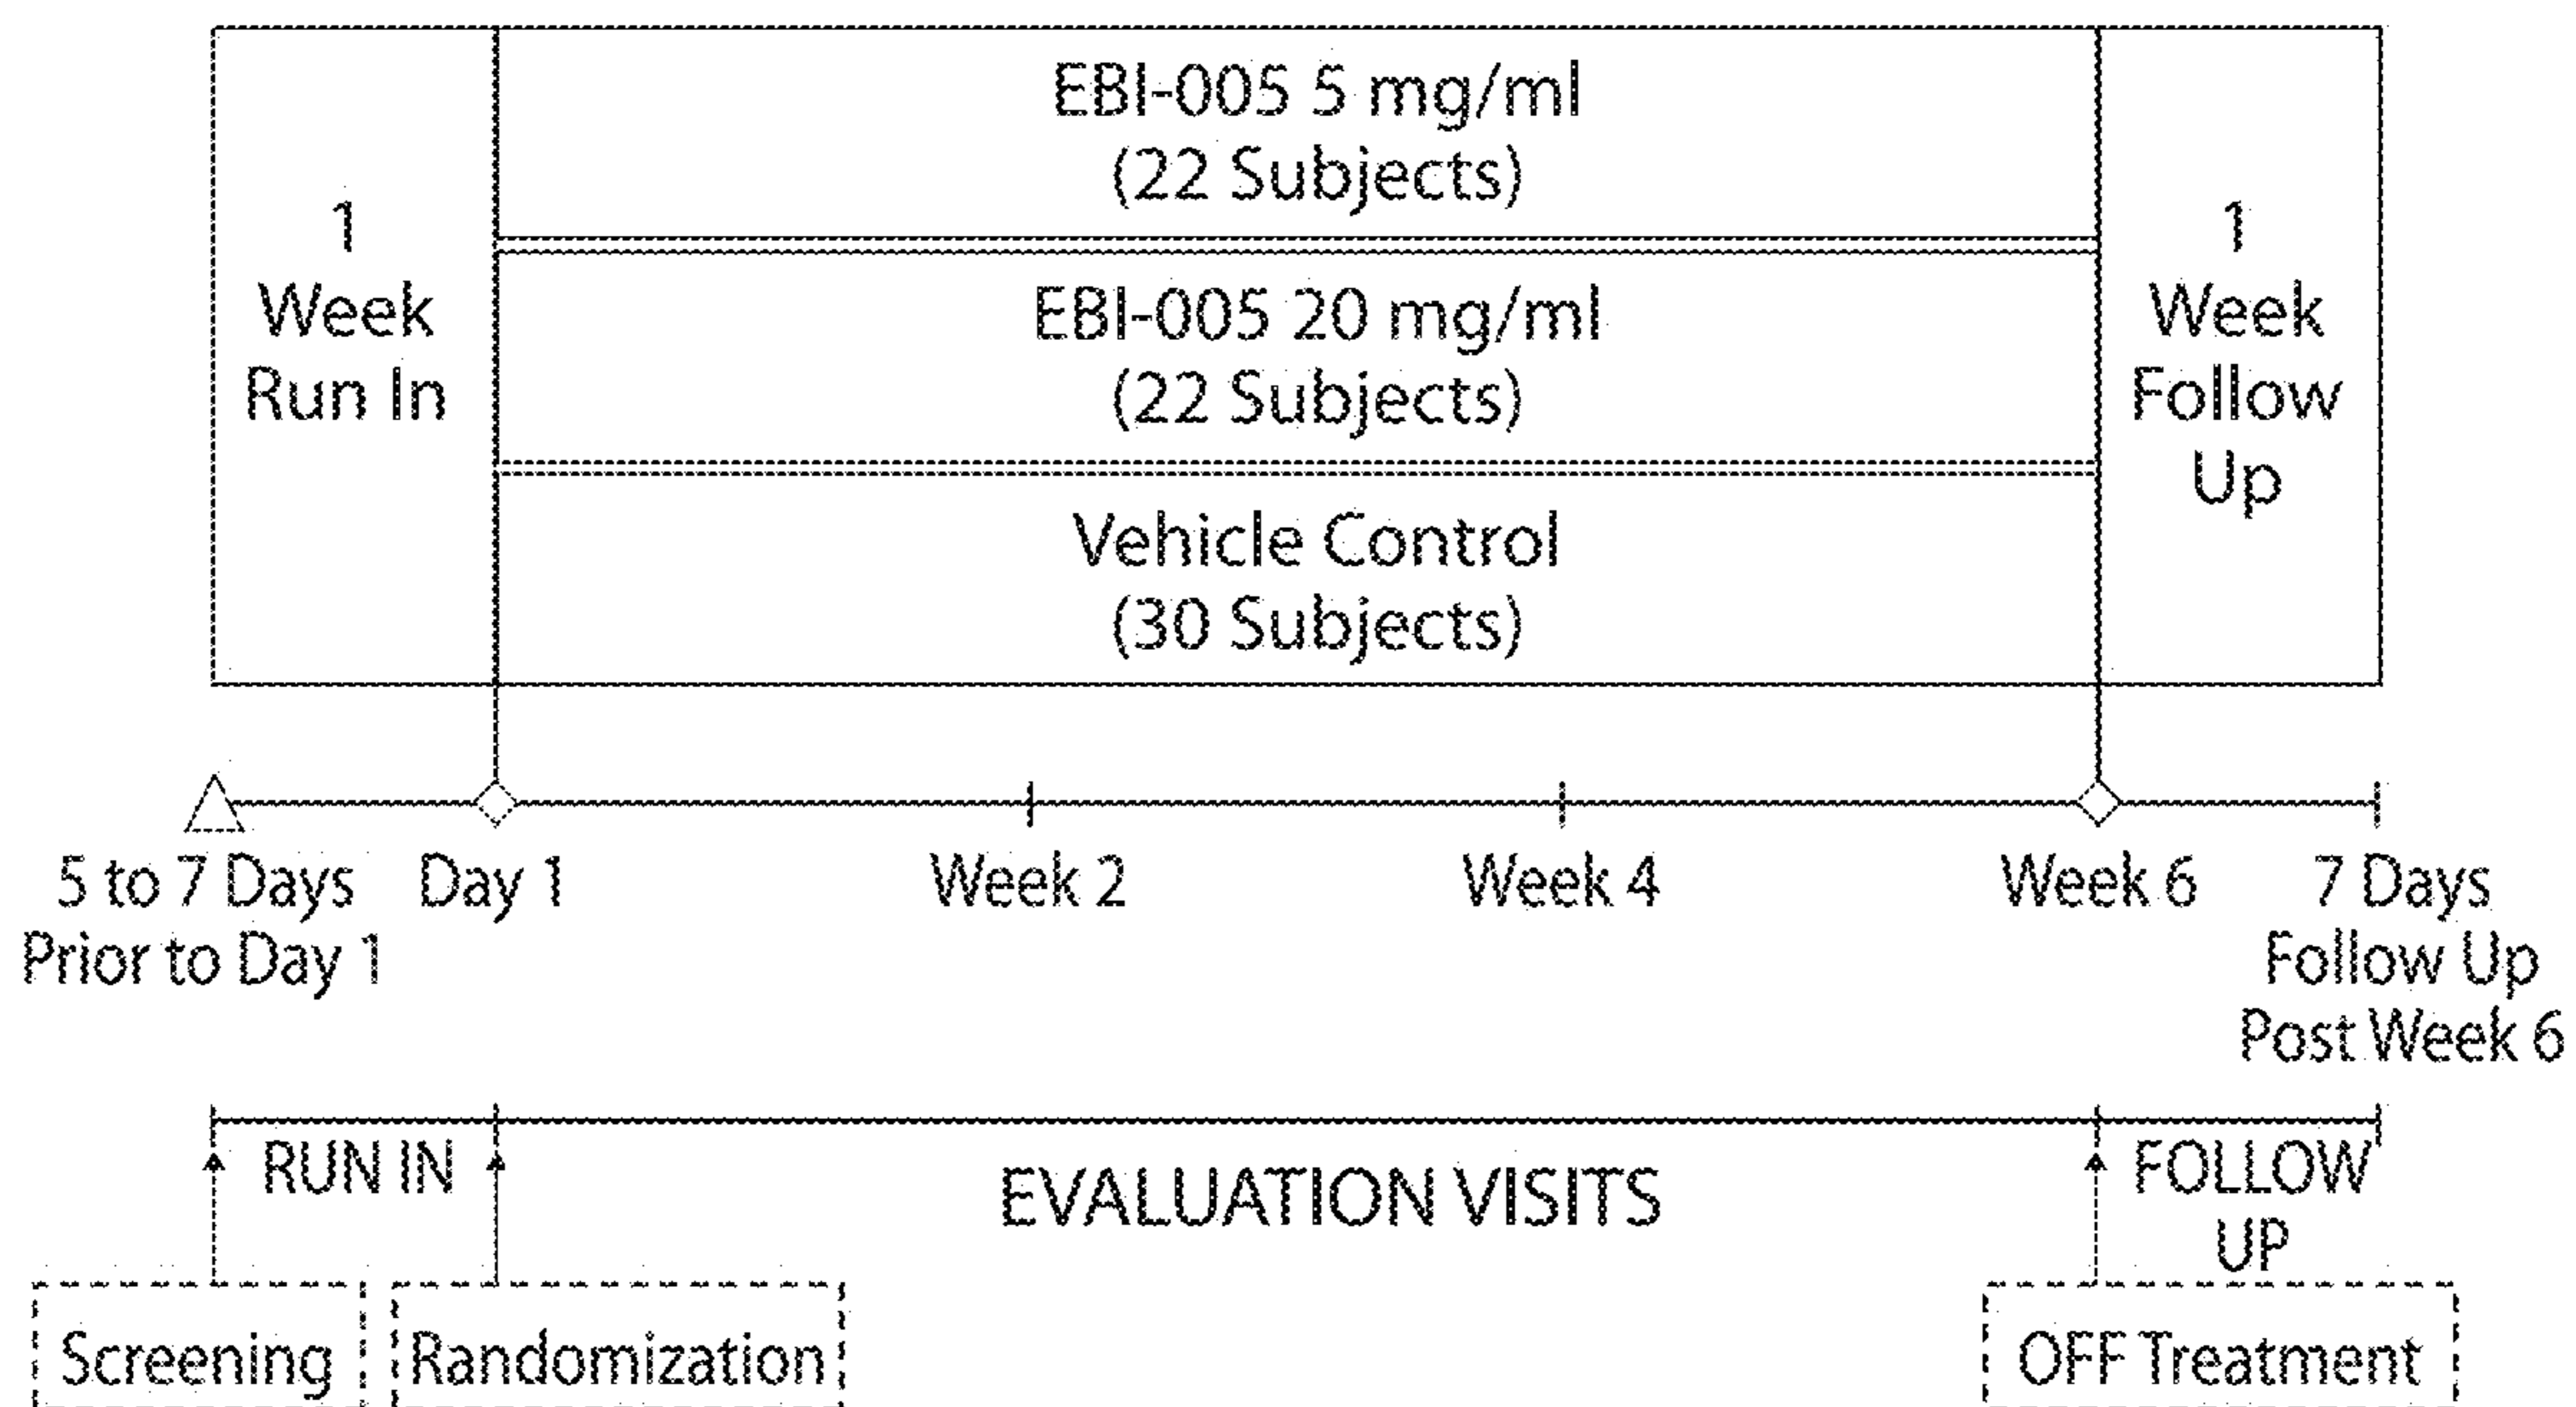 EBI-005 5 mg/ml
(22 Subjects)
1
Week
Run In
EBI-005 20 mg/ml
(22 Subjects)
1
Week
Follow
Up
Vehicle Control
(30 Subjects)
5 to 7 Days
Prior to Day 1
Day 1
Week 2
Week 4
Week 6
7 Days
Follow Up
Post Week 6
RUN IN
EVALUATION VISITS
FOLLOW
UP
Screening
Randomization
OFF Treatment